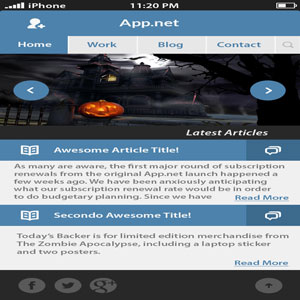 iPhone 11:20 PM
App.net
Home Work Blog Contact
Latest Articles
Awesome Article Title!
As many are aware, the first major round of subscription
renewals from the original App.net launch happened a
few weeks ago. We have been anxiously anticipating
what our subscription renewal rate would be in order
to do budgetary planning. Since we have
Read More
Secondo Awesome Title!
Today's Backer is for limited edition merchandise from
The Zombie Apocalypse, including a laptop sticker
and two posters.
Read More